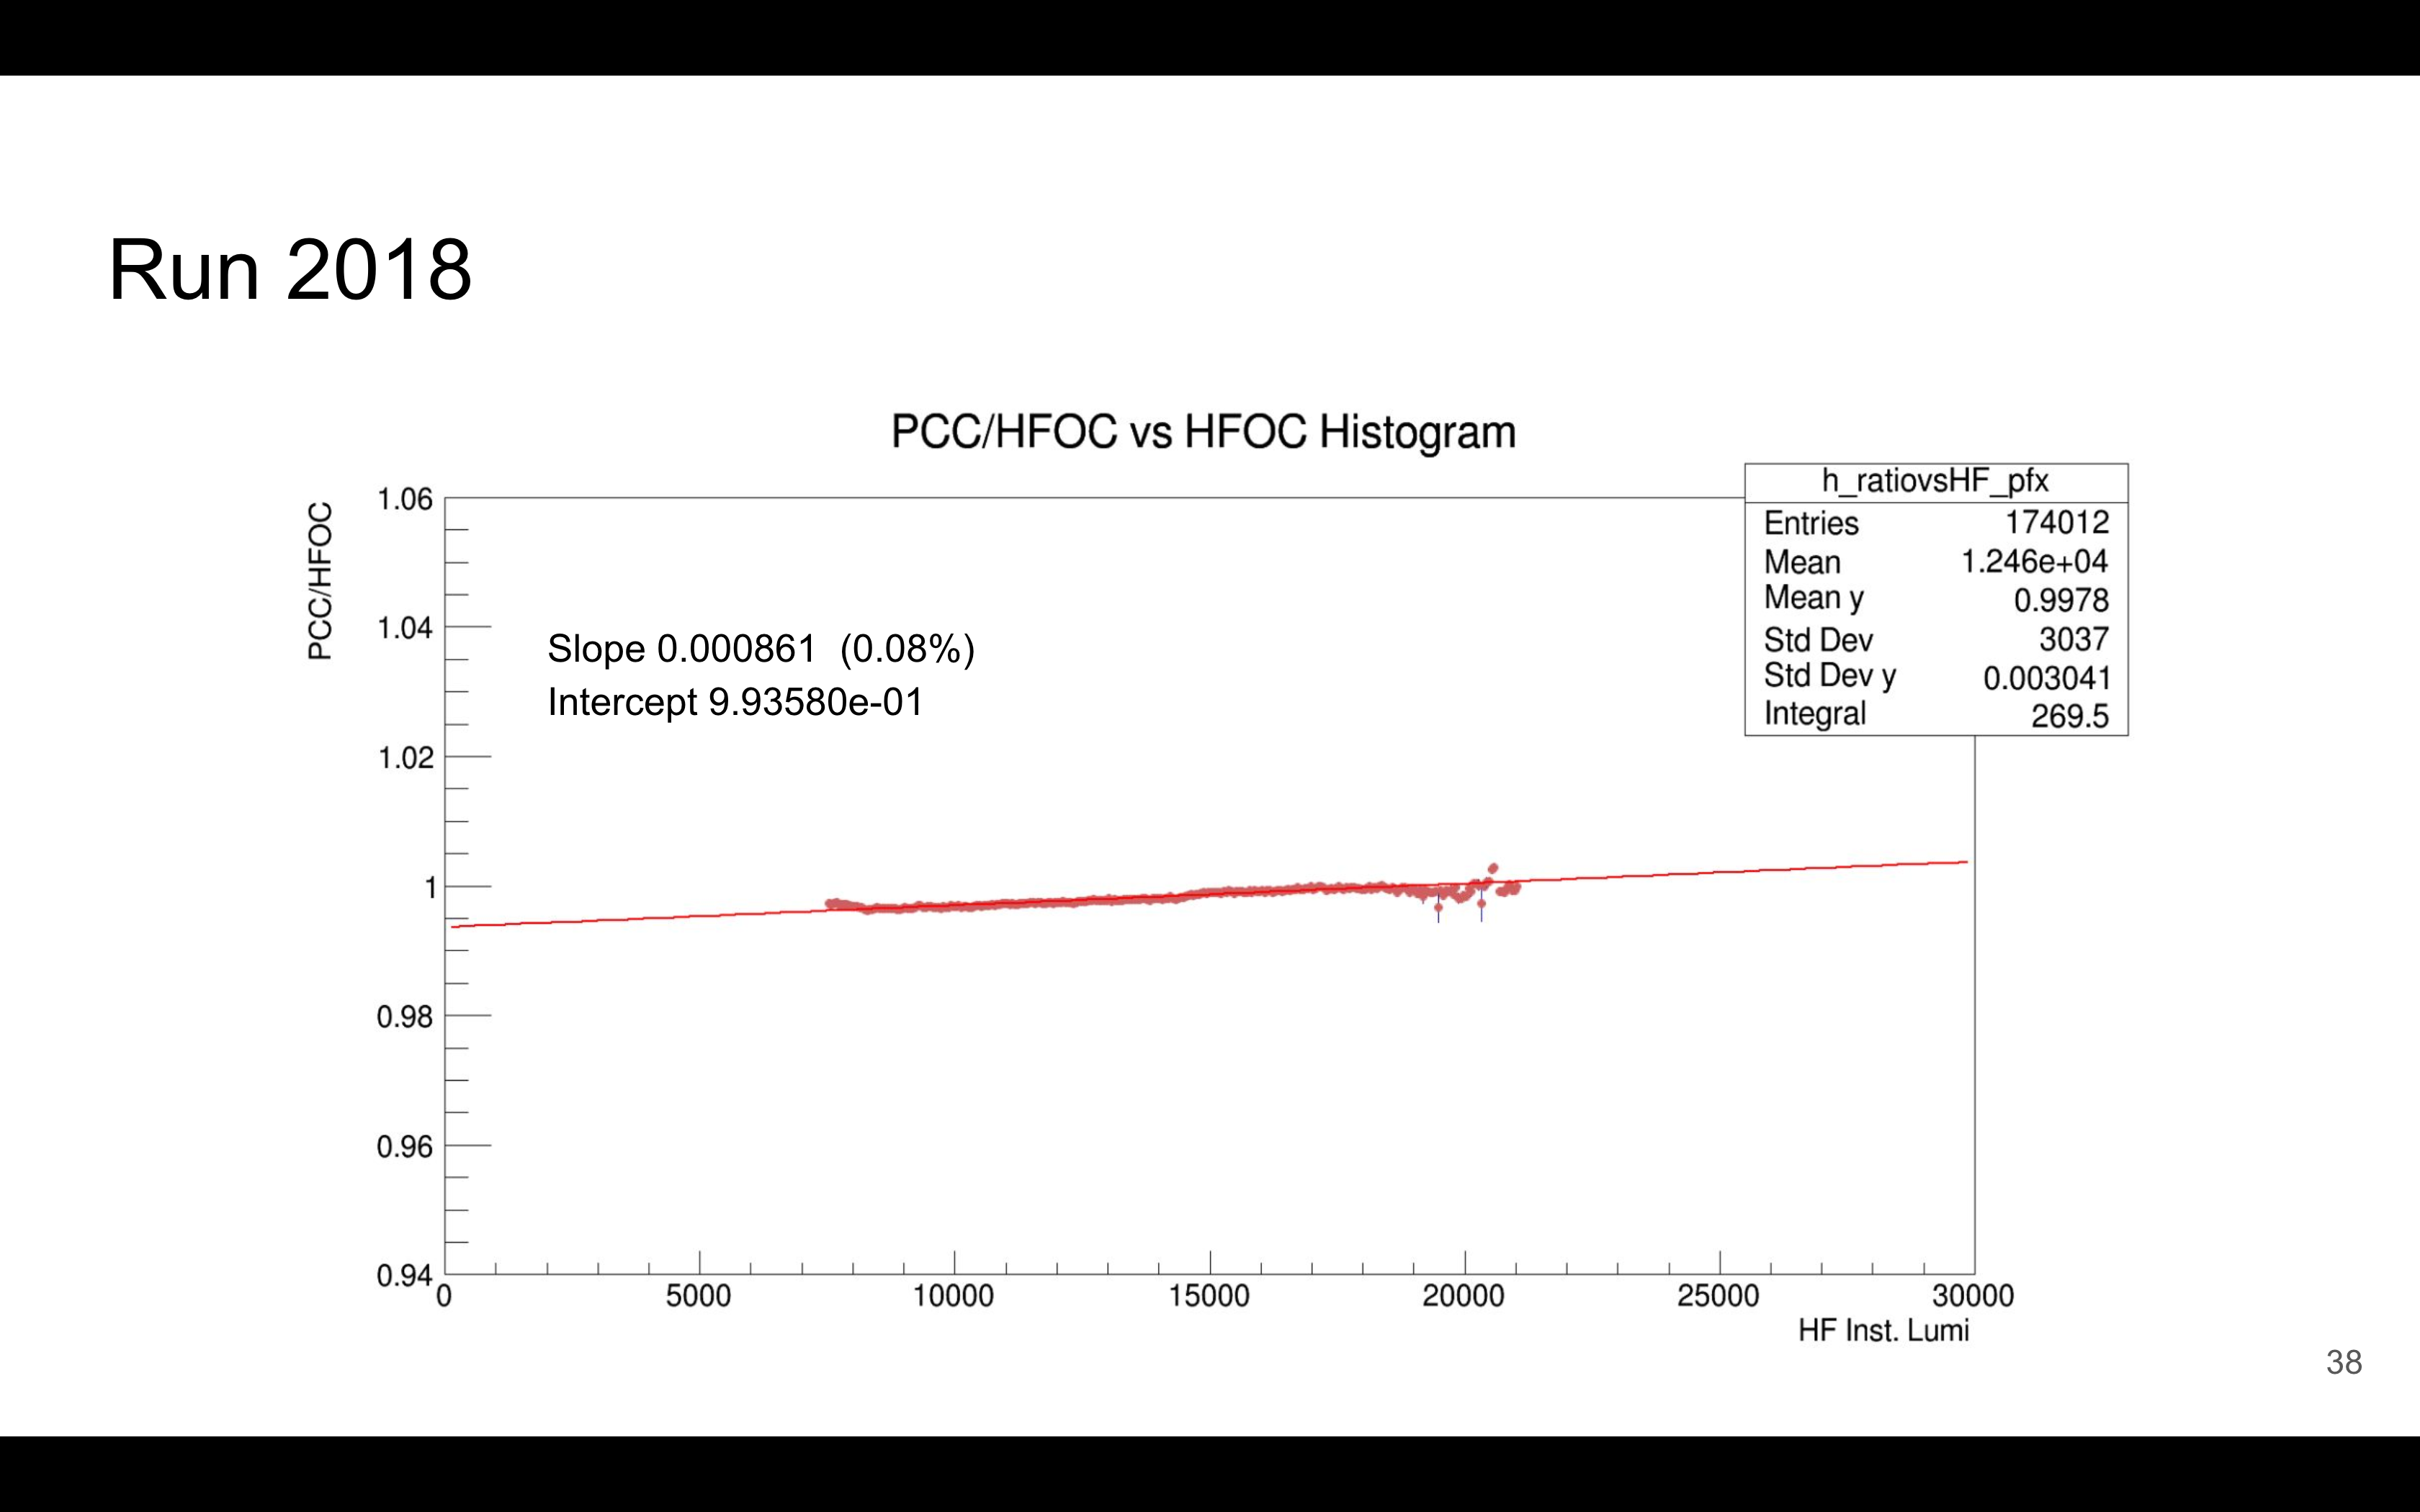 Run 2018
PCC/HFOC vs HFOC Histogram
h_ratiovsHF_pfx
Entries 174012
Mean 1.246e+04
Mean y 0.9978
Std Dev 3037
Std Dev y 0.003041
Integral 269.5
PCC/HFOC
1.06
1.04
1.02
1
0.98
0.96
0.94
Slope 0.000861 (0.08%)
Intercept 9.93580e-01
0 5000 10000 15000 20000 25000 30000
HF Inst. Lumi
38